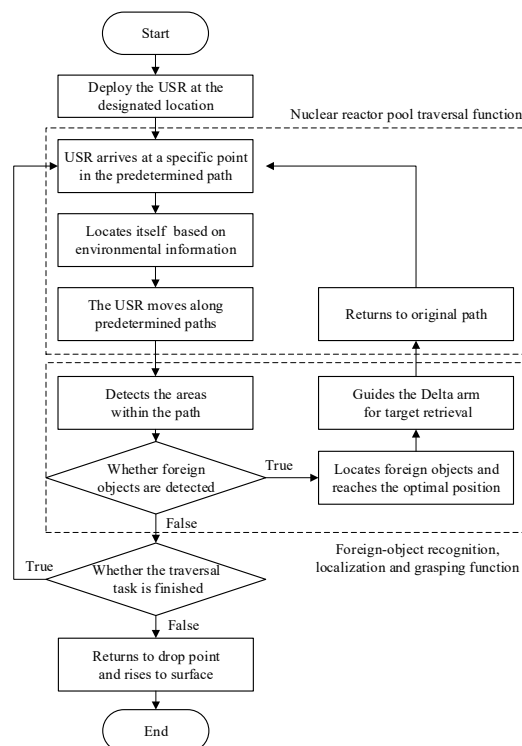 Start
Deploy the USR at the
designated location
Nuclear reactor pool traversal function
USR arrives at a specific point
in the predetermined path
Locates itself based on
environmental information
The USR moves along
predetermined paths
Returns to original path
Detects the areas
within the path
Guides the Delta arm
for target retrieval
Whether foreign
objects are detected
True
Locates foreign objects and
reaches the optimal position
False
Foreign-object recognition,
localization and grasping function
True
Whether the traversal
task is finished
False
Returns to drop point
and rises to surface
End